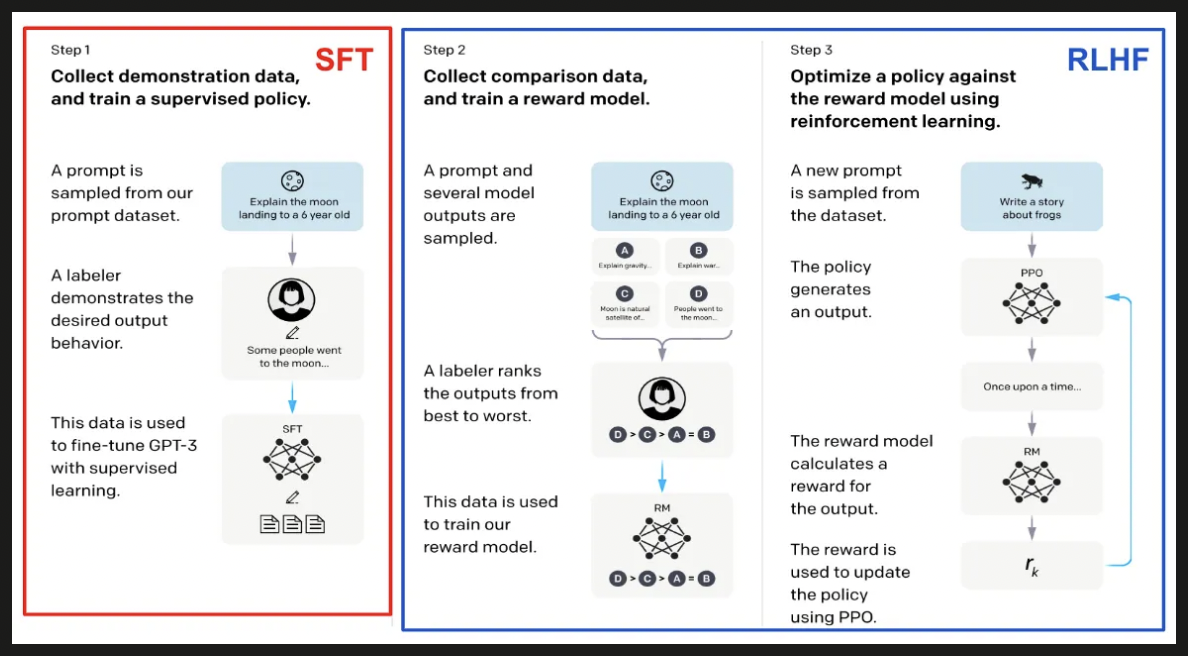 Step 1
SFT
Collect demonstration data,
and train a supervised policy.
A prompt is
sampled from our
prompt dataset.
Explain the moon
landing to a 6 year old
A labeler
demonstrates the
desired output
behavior.
Some people went
to the moon...
This data is used
to fine-tune GPT-3
with supervised
learning.
SFT
Step 2
Collect comparison data,
and train a reward model.
A prompt and
several model
outputs are
sampled.
Explain the moon
landing to a 6 year old
A
Explain gravity...
B
Explain war...
C
Moon is natural
satellite of...
D
People went to
the moon...
A labeler ranks
the outputs from
best to worst.
D > C > A = B
This data is used
to train our
reward model.
RM
D > C > A = B
Step 3
RLHF
Optimize a policy against
the reward model using
reinforcement learning.
A new prompt
is sampled from
the dataset.
Write a story
about frogs
The policy
generates
an output.
PPO
Once upon a time...
The reward model
calculates a
reward for
the output.
RM
The reward is
used to update
the policy
using PPO.
rk